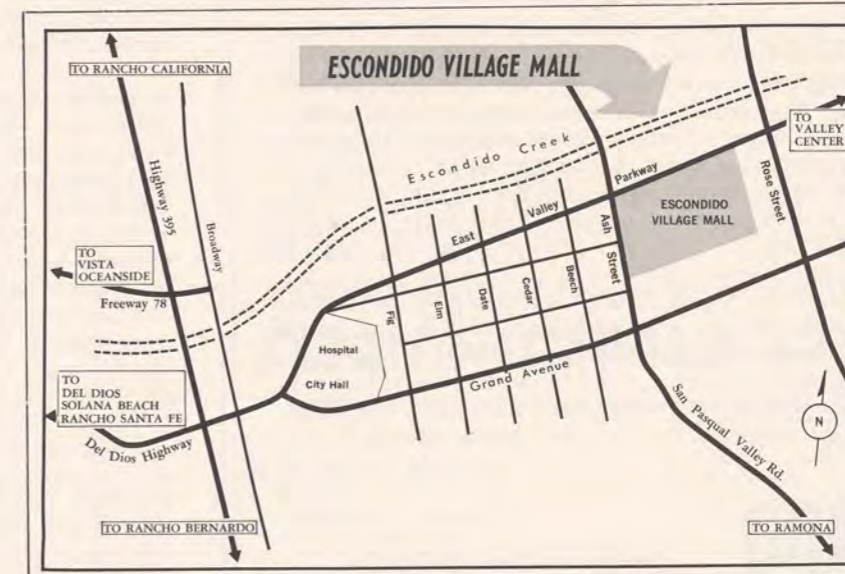 ESCONDIDO VILLAGE MALL
TO RANCHO CALIFORNIA
Highway 395
Broadway
Escondido Creek
TO
VALLEY
CENTER
East Valley Parkway
ESCONDIDO
VILLAGE MALL
Rose Street
Ash Street
TO
VISTA
OCEANSIDE
Freeway 78
Fig
Elm
Date
Cedar
Beech
Hospital
City Hall
Grand Avenue
TO
DEL DIOS
SOLANA BEACH
RANCHO SANTA FE
Del Dios Highway
San Pasqual Valley Rd.
N
TO RANCHO BERNARDO
TO RAMONA